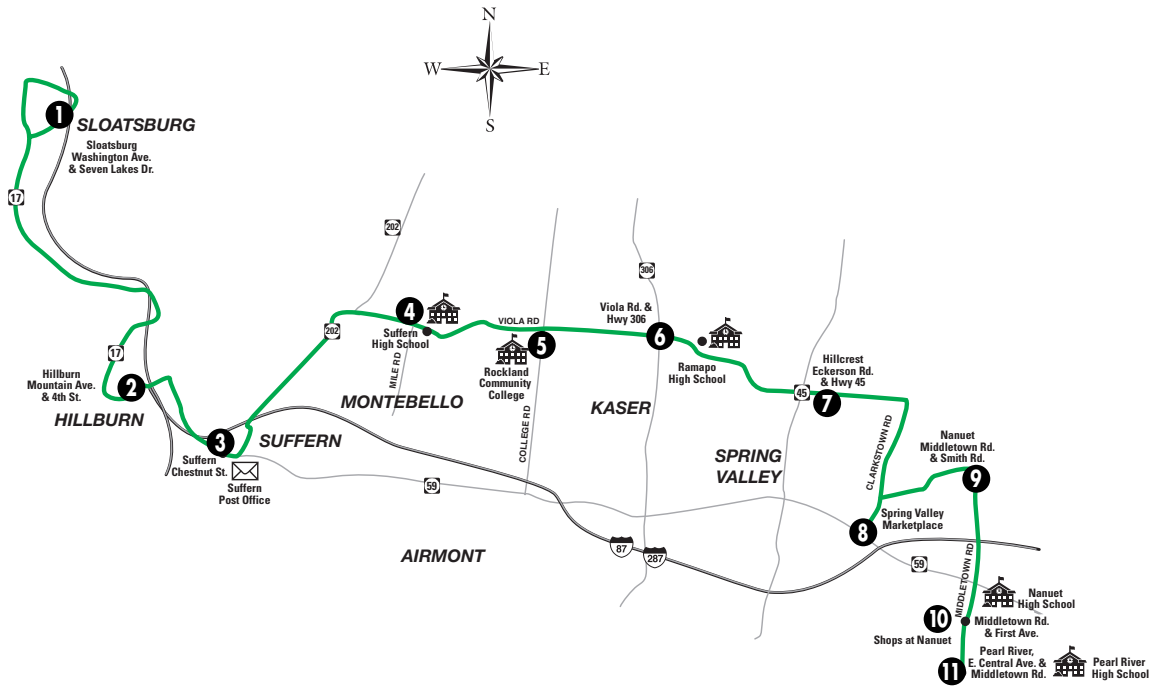 N
W
E
S
1
SLOATSBURG
Sloatsburg
Washington Ave.
& Seven Lakes Dr.
17
202
306
4
Suffern
High School
202
VIOLA RD
5
Rockland
Community
College
Viola Rd. &
Hwy 306
6
Ramapo
High School
Hillcrest
Eckerson Rd.
& Hwy 45
45
7
17
Hillburn
Mountain Ave.
& 4th St.
2
HILLBURN
MILE RD
MONTEBELLO
COLLEGE RD
KASER
CLARKSTOWN RD
3
SUFFERN
Suffern
Chestnut St.
Suffern
Post Office
59
SPRING
VALLEY
Nanuet
Middletown Rd.
& Smith Rd.
9
8
Spring Valley
Marketplace
AIRMONT
87
287
59
MIDDLETOWN RD
Nanuet
High School
10
Shops at Nanuet
Middletown Rd.
& First Ave.
11
Pearl River,
E. Central Ave. &
Middletown Rd.
Pearl River
High School